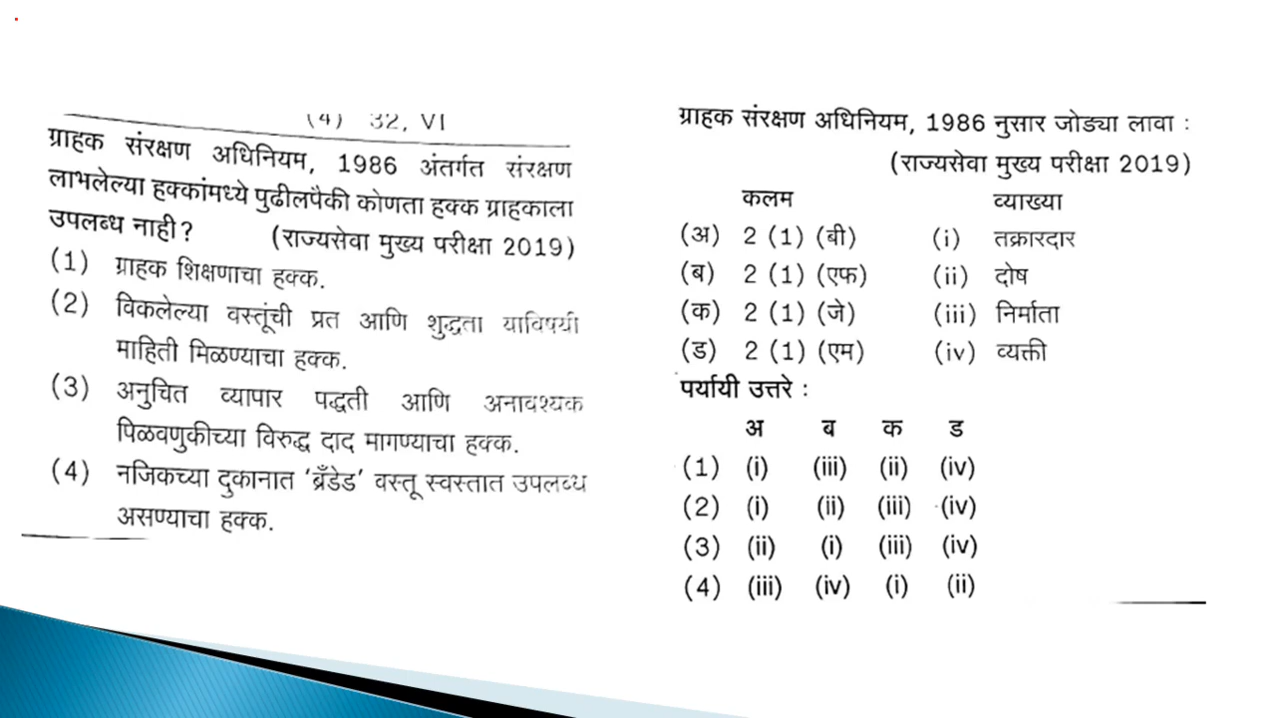 (4) 32, VI
ग्राहक संरक्षण अधिनियम, 1986 अंतर्गत संरक्षण
लाभलेल्या हक्कांमध्ये पुढीलपैकी कोणता हक्क ग्राहकाला
उपलब्ध नाही? (राज्यसेवा मुख्य परीक्षा 2019)
(1) ग्राहक शिक्षणाचा हक्क.
(2) विकलेल्या वस्तूंची प्रत आणि शुद्धता याविषयी
माहिती मिळण्याचा हक्क.
(3) अनुचित व्यापार पद्धती आणि अनावश्यक
पिळवणुकीच्या विरुद्ध दाद मागण्याचा हक्क.
(4) नजिकच्या दुकानात 'ब्रँडेड' वस्तू स्वस्तात उपलब्ध
असण्याचा हक्क.
ग्राहक संरक्षण अधिनियम, 1986 नुसार जोड्या लावा :
(राज्यसेवा मुख्य परीक्षा 2019)
कलम व्याख्या
(अ) 2 (1) (बी) (i) तक्रारदार
(ब) 2 (1) (एफ) (ii) दोष
(क) 2 (1) (जे) (iii) निर्माता
(ड) 2 (1) (एम) (iv) व्यक्ती
पर्यायी उत्तरे :
अ ब क ड
(1) (i) (iii) (ii) (iv)
(2) (i) (ii) (iii) (iv)
(3) (ii) (i) (iii) (iv)
(4) (iii) (iv) (i) (ii)